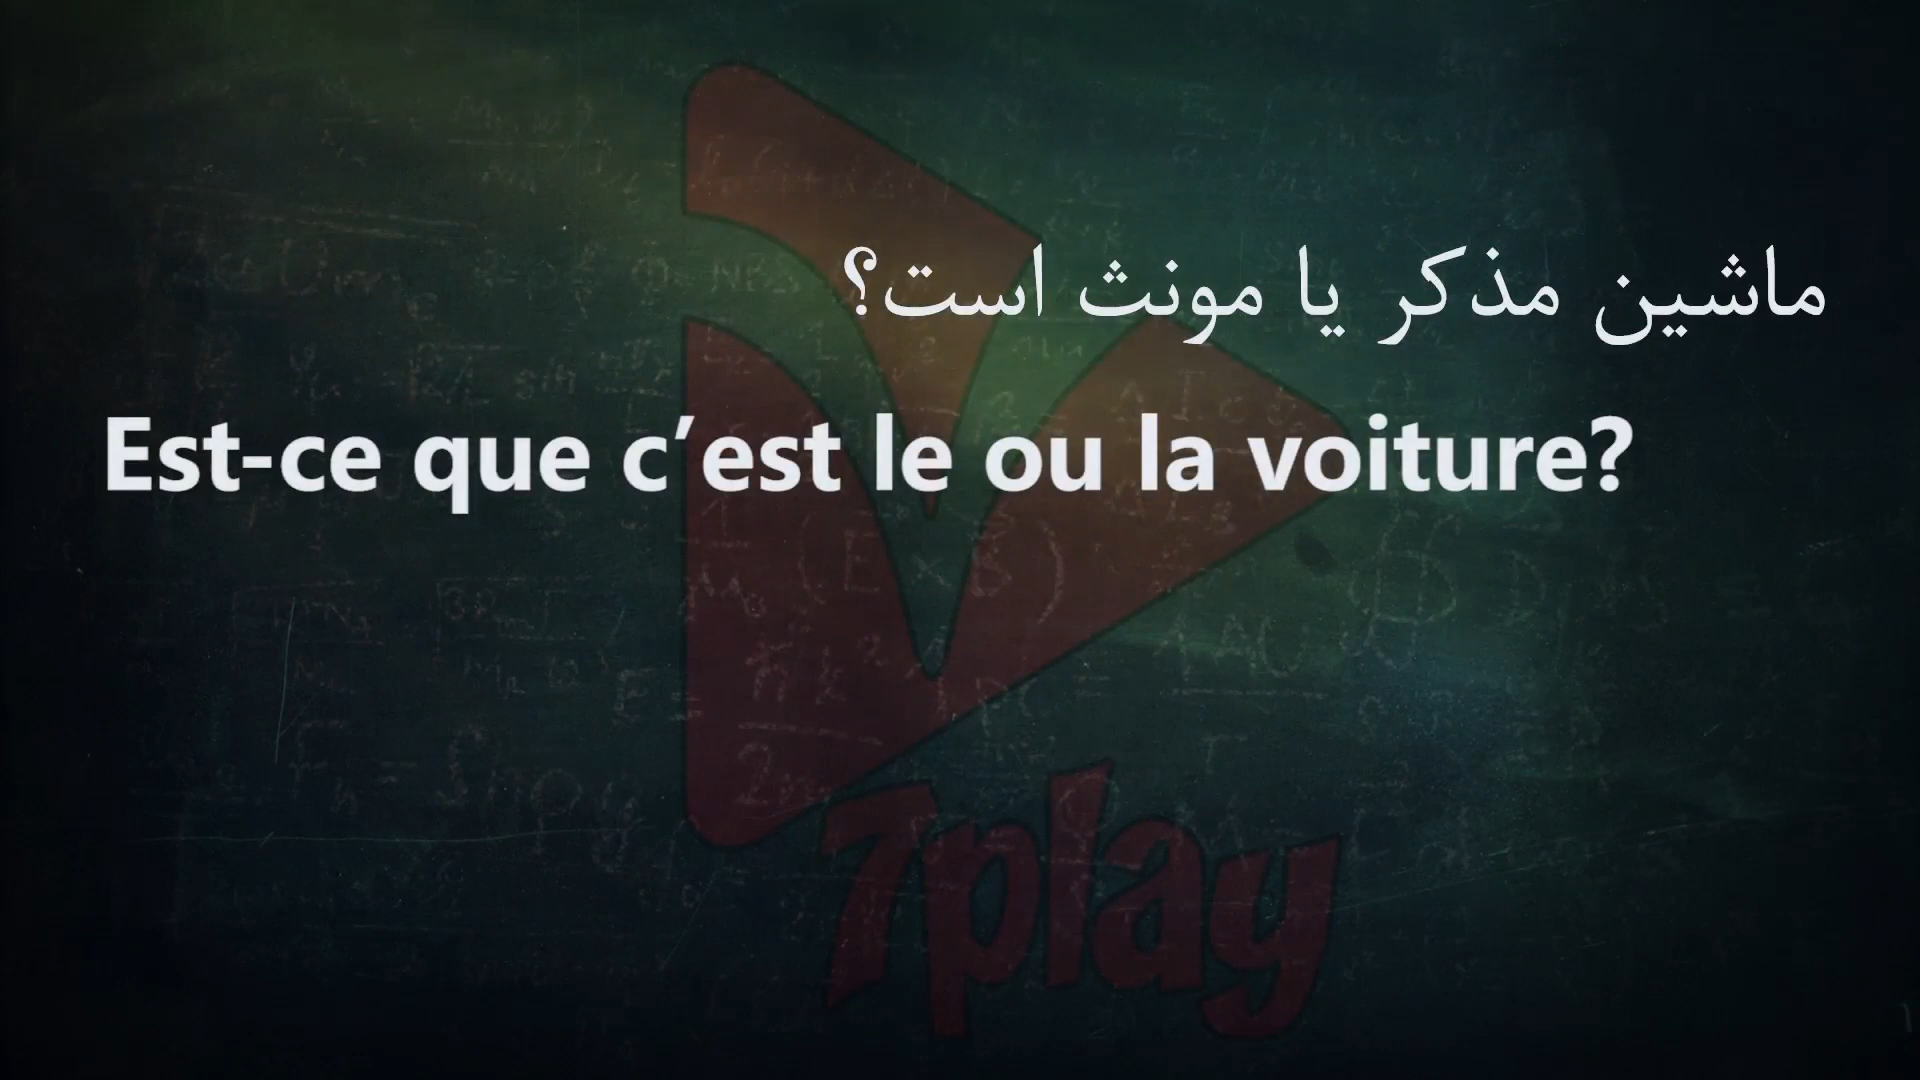 ماشین مذکر یا مونث است؟
Est-ce que c’est le ou la voiture?
7play